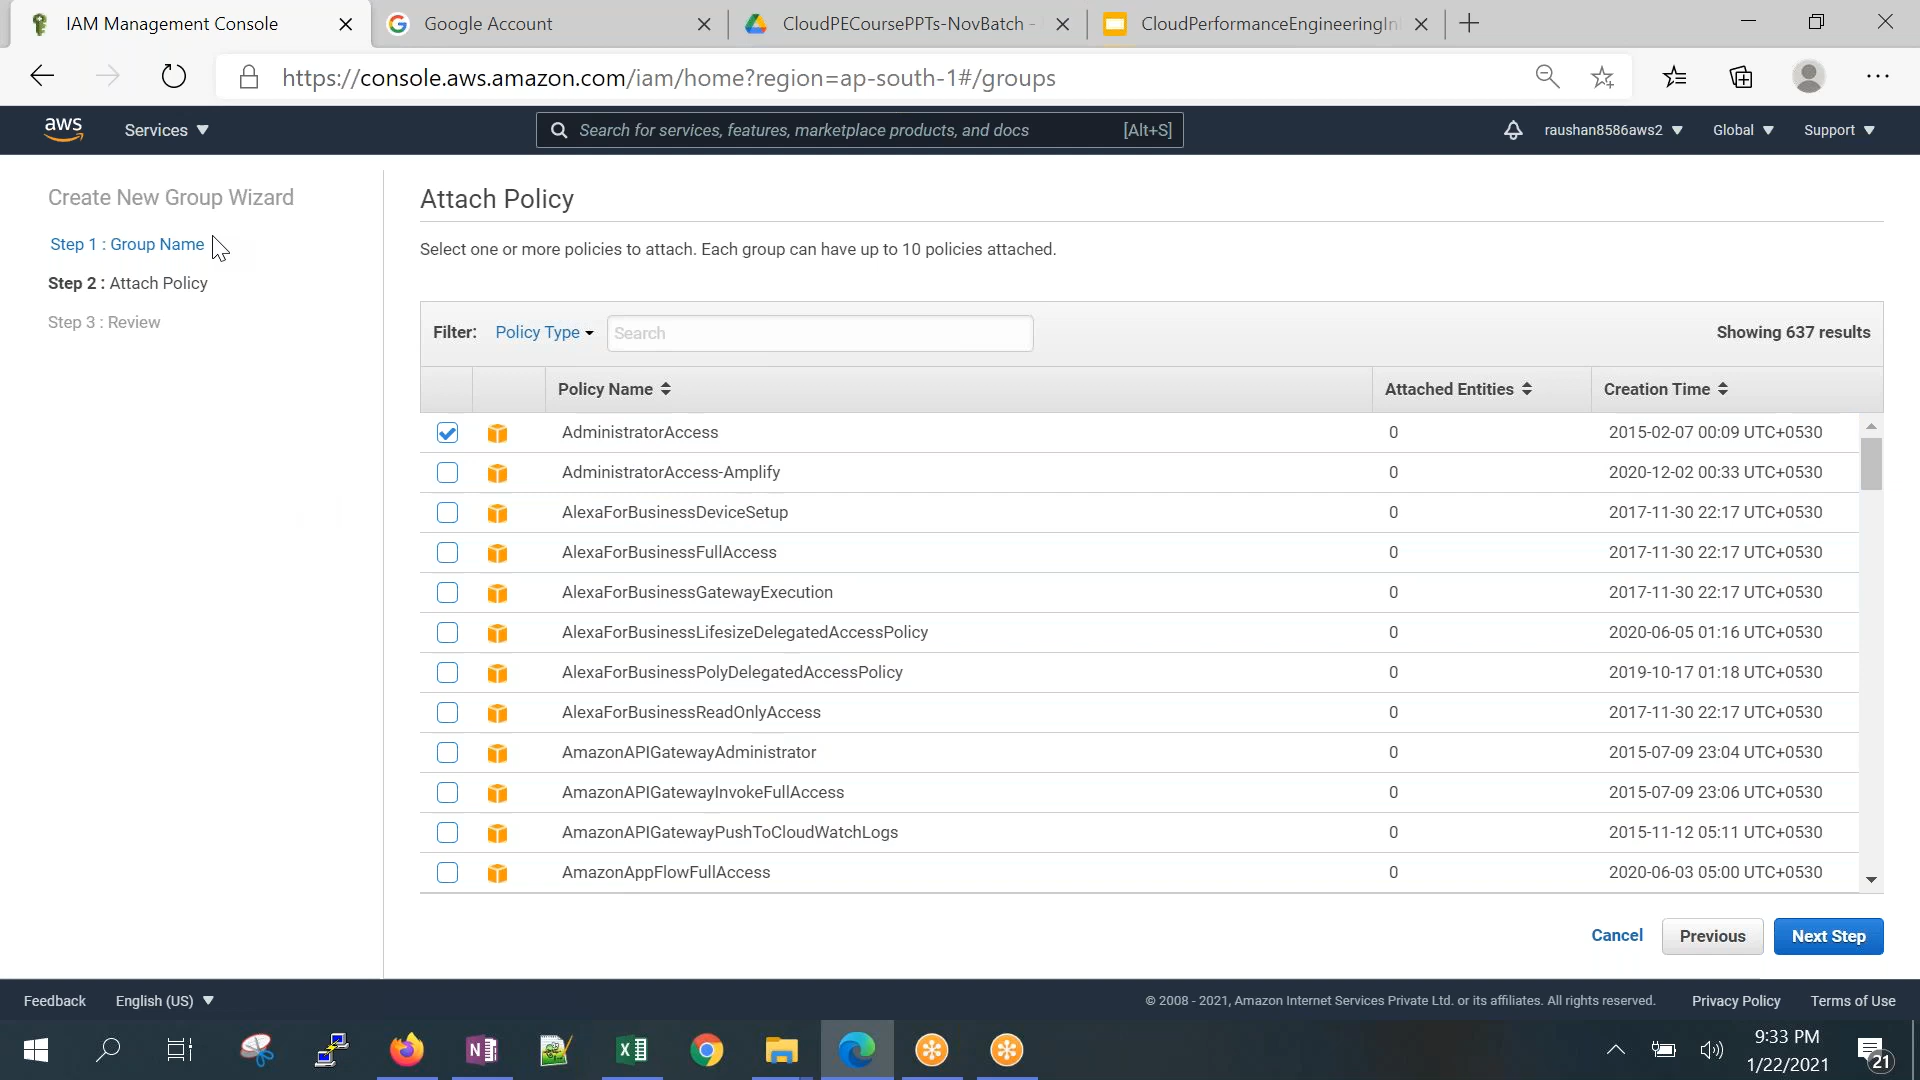 IAM Management Console
Google Account
CloudPECoursePPTs-NovBatch -
CloudPerformanceEngineeringIn
https://console.aws.amazon.com/iam/home?region=ap-south-1#/groups
aws
Services
Search for services, features, marketplace products, and docs [Alt+S]
raushan8586aws2
Global
Support
Create New Group Wizard
Step 1 : Group Name
Step 2 : Attach Policy
Step 3 : Review
Attach Policy
Select one or more policies to attach. Each group can have up to 10 policies attached.
Filter: Policy Type Search Showing 637 results
Policy Name Attached Entities Creation Time
AdministratorAccess 0 2015-02-07 00:09 UTC+0530
AdministratorAccess-Amplify 0 2020-12-02 00:33 UTC+0530
AlexaForBusinessDeviceSetup 0 2017-11-30 22:17 UTC+0530
AlexaForBusinessFullAccess 0 2017-11-30 22:17 UTC+0530
AlexaForBusinessGatewayExecution 0 2017-11-30 22:17 UTC+0530
AlexaForBusinessLifesizeDelegatedAccessPolicy 0 2020-06-05 01:16 UTC+0530
AlexaForBusinessPolyDelegatedAccessPolicy 0 2019-10-17 01:18 UTC+0530
AlexaForBusinessReadOnlyAccess 0 2017-11-30 22:17 UTC+0530
AmazonAPIGatewayAdministrator 0 2015-07-09 23:04 UTC+0530
AmazonAPIGatewayInvokeFullAccess 0 2015-07-09 23:06 UTC+0530
AmazonAPIGatewayPushToCloudWatchLogs 0 2015-11-12 05:11 UTC+0530
AmazonAppFlowFullAccess 0 2020-06-03 05:00 UTC+0530
Cancel Previous Next Step
Feedback English (US) © 2008 - 2021, Amazon Internet Services Private Ltd. or its affiliates. All rights reserved. Privacy Policy Terms of Use
9:33 PM
1/22/2021
21